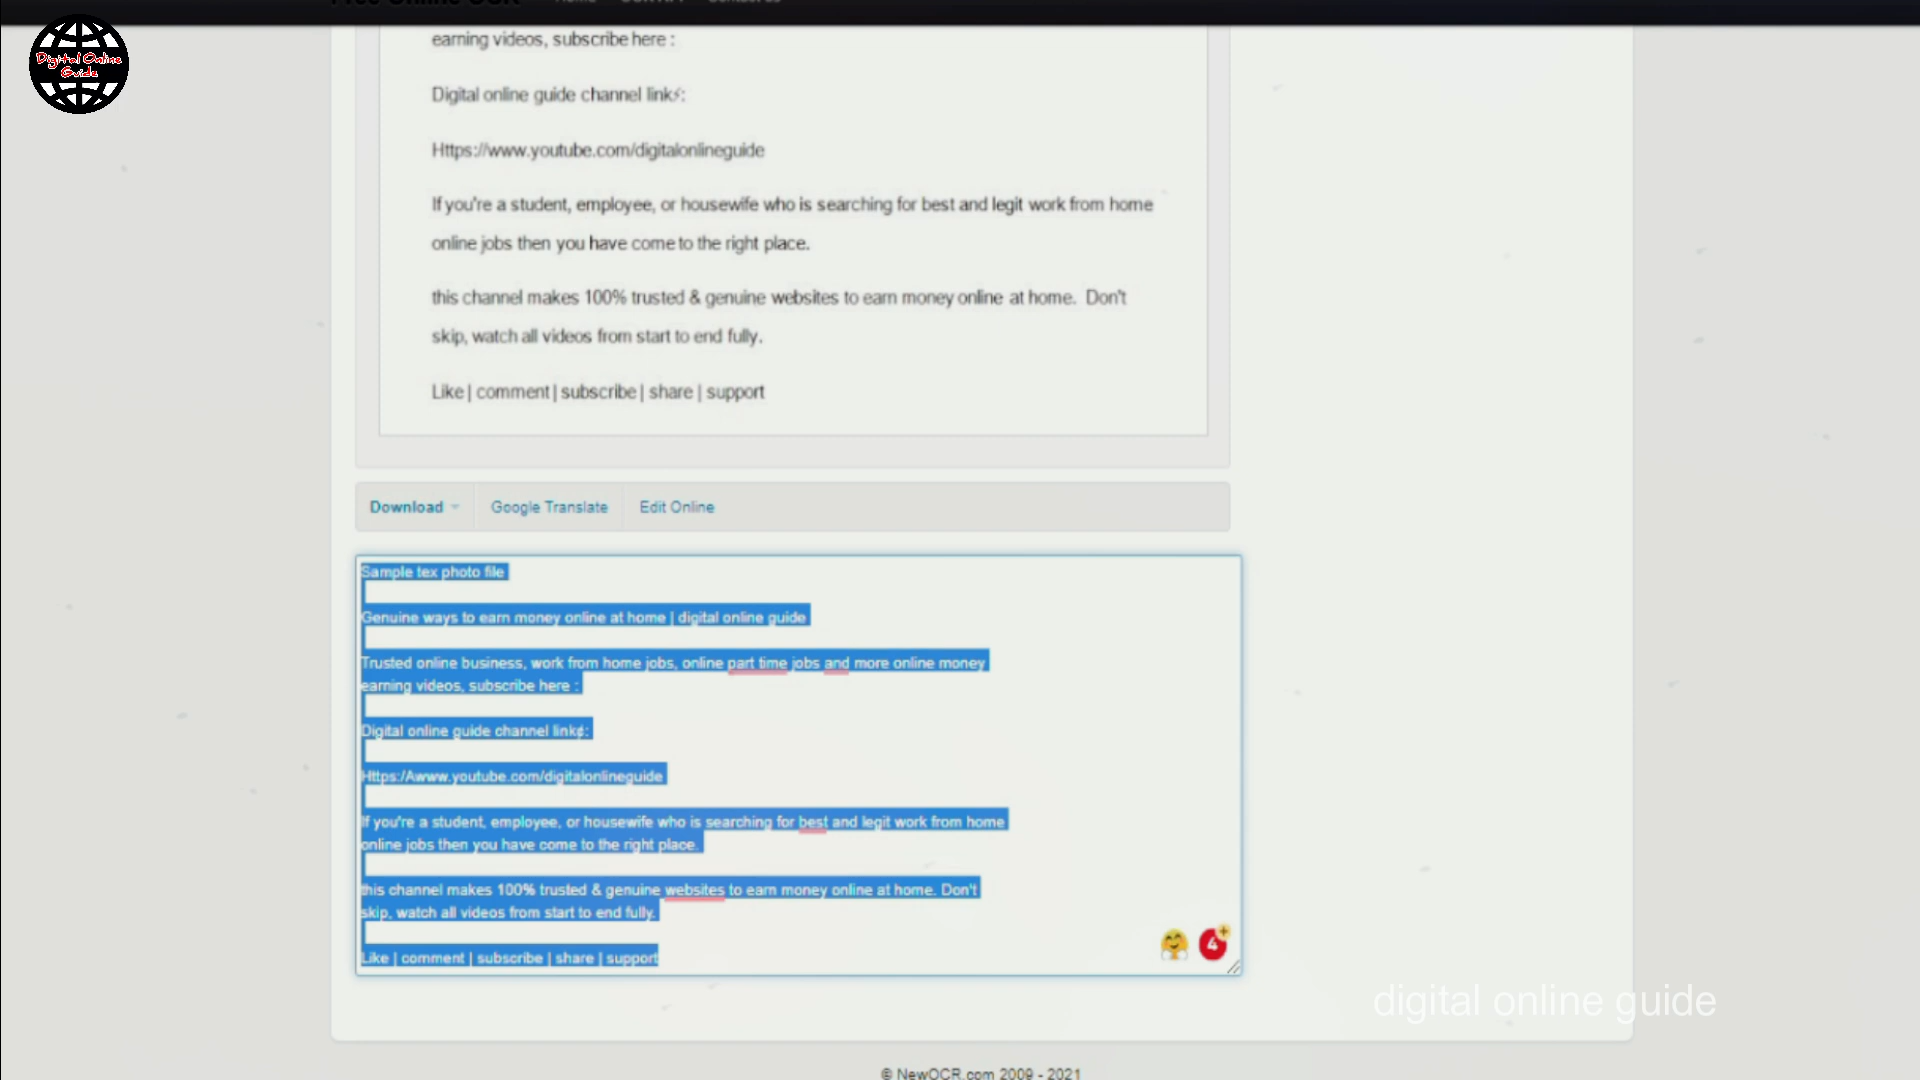 Digital Online
Guide
earning videos, subscribe here :
Digital online guide channel link⚡:
Https://www.youtube.com/digitalonlineguide
If you're a student, employee, or housewife who is searching for best and legit work from home
online jobs then you have come to the right place.
this channel makes 100% trusted & genuine websites to earn money online at home. Don't
skip, watch all videos from start to end fully.
Like | comment | subscribe | share | support
Download Google Translate Edit Online
Sample tex photo file
Genuine ways to earn money online at home | digital online guide
Trusted online business, work from home jobs, online part time jobs and more online money
earning videos, subscribe here :
Digital online guide channel link¢:
Https:/Awww.youtube.com/digitalonlineguide
If you're a student, employee, or housewife who is searching for best and legit work from home
online jobs then you have come to the right place.
this channel makes 100% trusted & genuine websites to earn money online at home. Don't
skip, watch all videos from start to end fully.
Like | comment | subscribe | share | support
4
digital online guide
© NewOCR.com 2009 - 2021